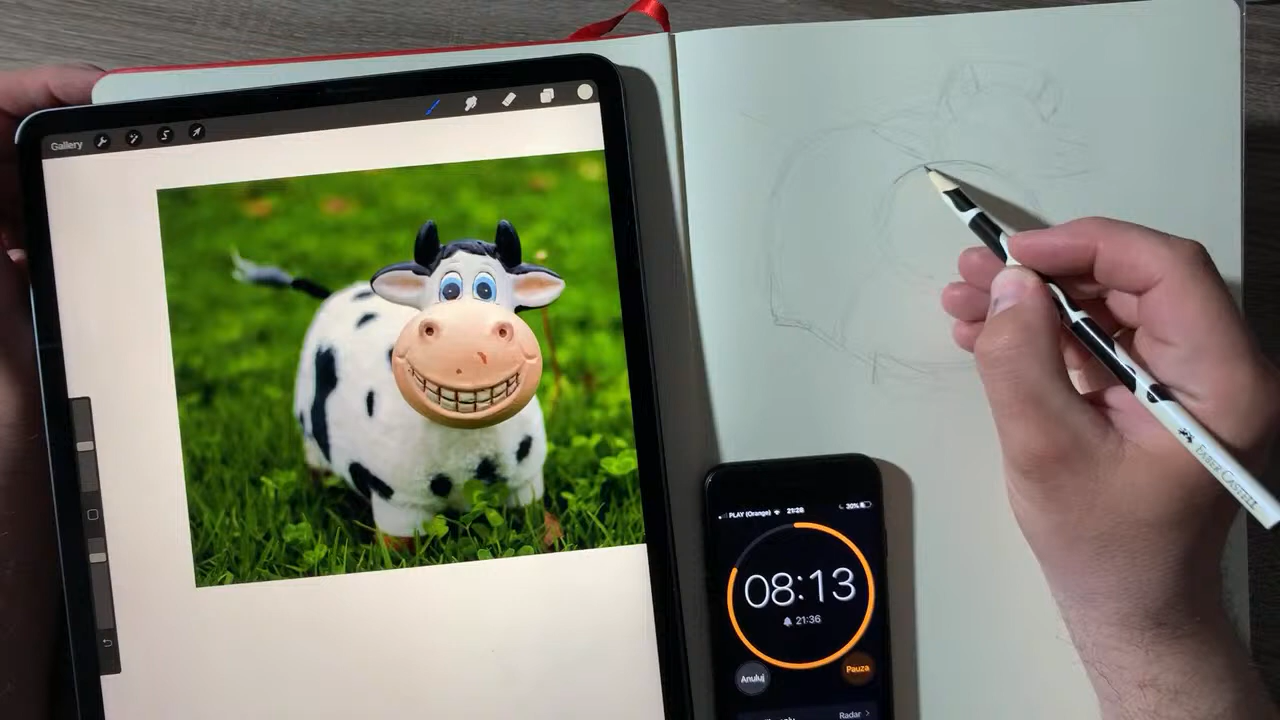 Gallery
PLAY (Orange) 21:28 30%
08:13
21:36
Anuluj
Pauza
Radar
FABER-CASTELL